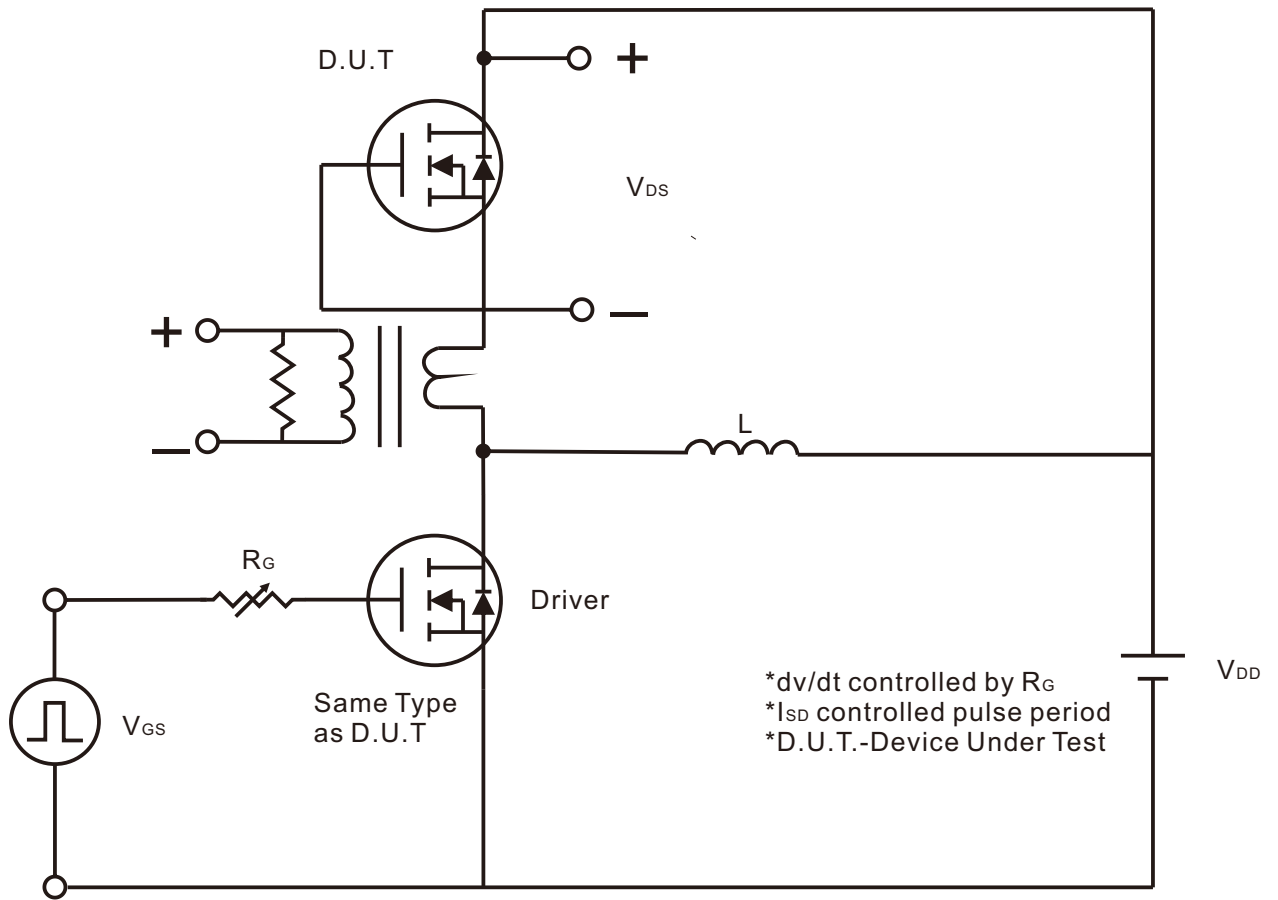 D.U.T
+
VDS
—
+
—
L
RG
Driver
VGS
Same Type
as D.U.T
VDD
*dv/dt controlled by RG
*ISD controlled pulse period
*D.U.T.-Device Under Test